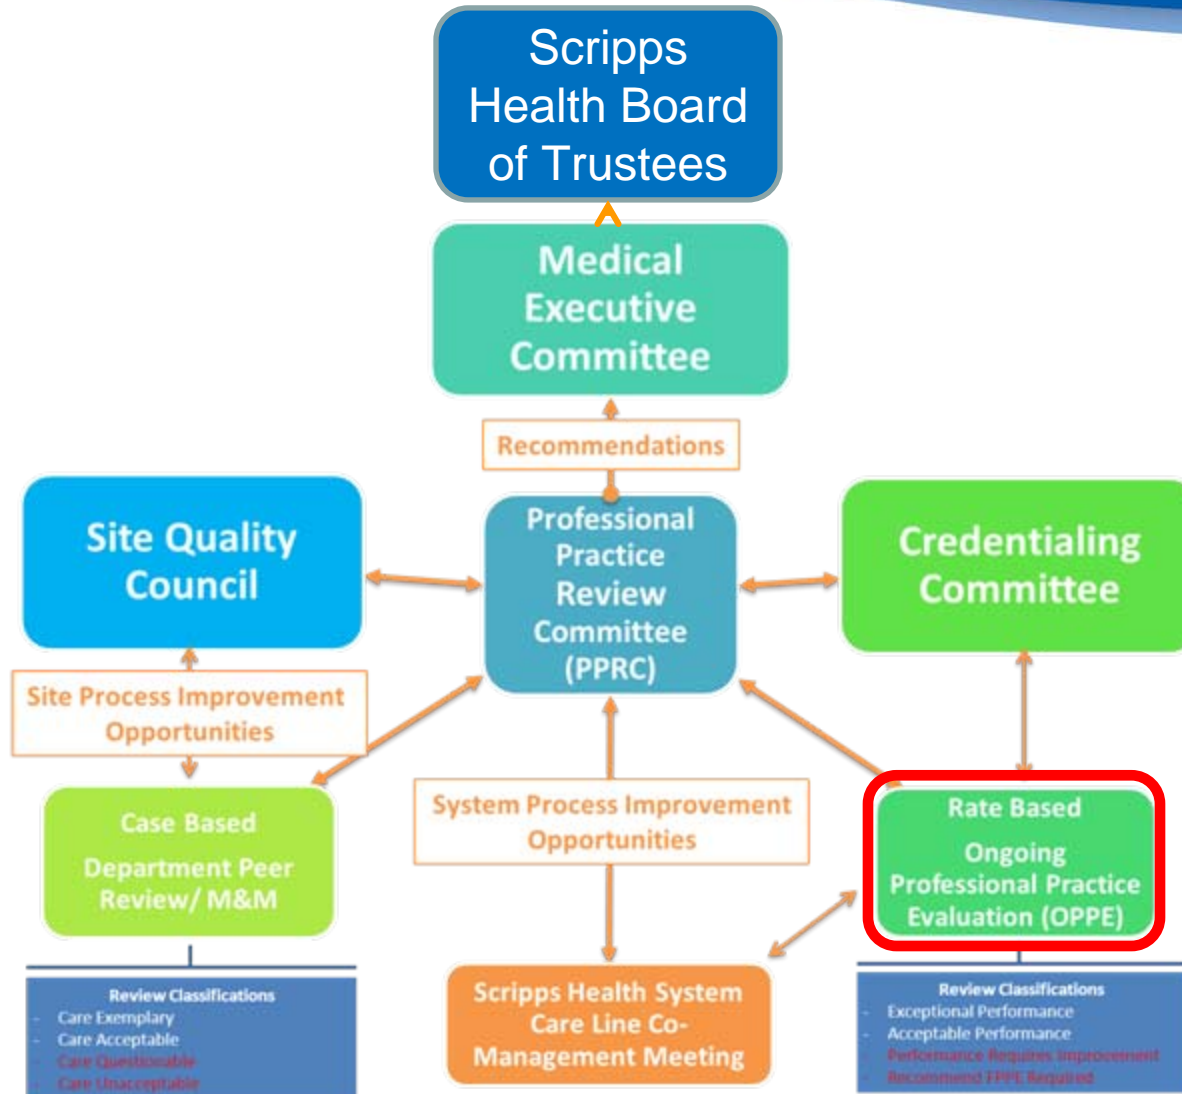 Scripps
Health Board
of Trustees
Medical
Executive
Committee
Recommendations
Site Quality
Council
Professional
Practice
Review
Committee
(PPRC)
Credentialing
Committee
Site Process Improvement
Opportunities
System Process Improvement
Opportunities
Case Based
Department Peer
Review/ M&M
Rate Based
Ongoing
Professional Practice
Evaluation (OPPE)
Review Classifications
- Care Exemplary
- Care Acceptable
- Care Questionable
- Care Unacceptable
Scripps Health System
Care Line Co-
Management Meeting
Review Classifications
- Exceptional Performance
- Acceptable Performance
- Performance Requires Improvement
- Recommend FPPE Required